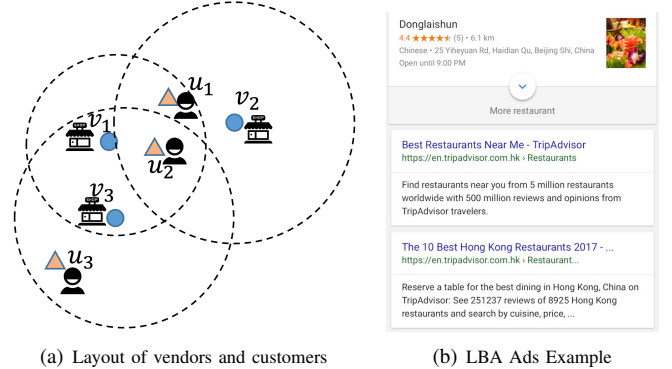 u1
v2
v1
u2
v3
u3
(a) Layout of vendors and customers
Donglaishun
4.4 ★★★★★ (5) • 6.1 km
Chinese • 25 Yiheyuan Rd, Haidian Qu, Beijing Shi, China
Open until 9:00 PM
More restaurant
Best Restaurants Near Me - TripAdvisor
https://en.tripadvisor.com.hk › Restaurants
Find restaurants near you from 5 million restaurants
worldwide with 500 million reviews and opinions from
TripAdvisor travelers.
The 10 Best Hong Kong Restaurants 2017 - ...
https://en.tripadvisor.com.hk › Restaurant...
Reserve a table for the best dining in Hong Kong, China on
TripAdvisor: See 251237 reviews of 8925 Hong Kong
restaurants and search by cuisine, price, ...
(b) LBA Ads Example